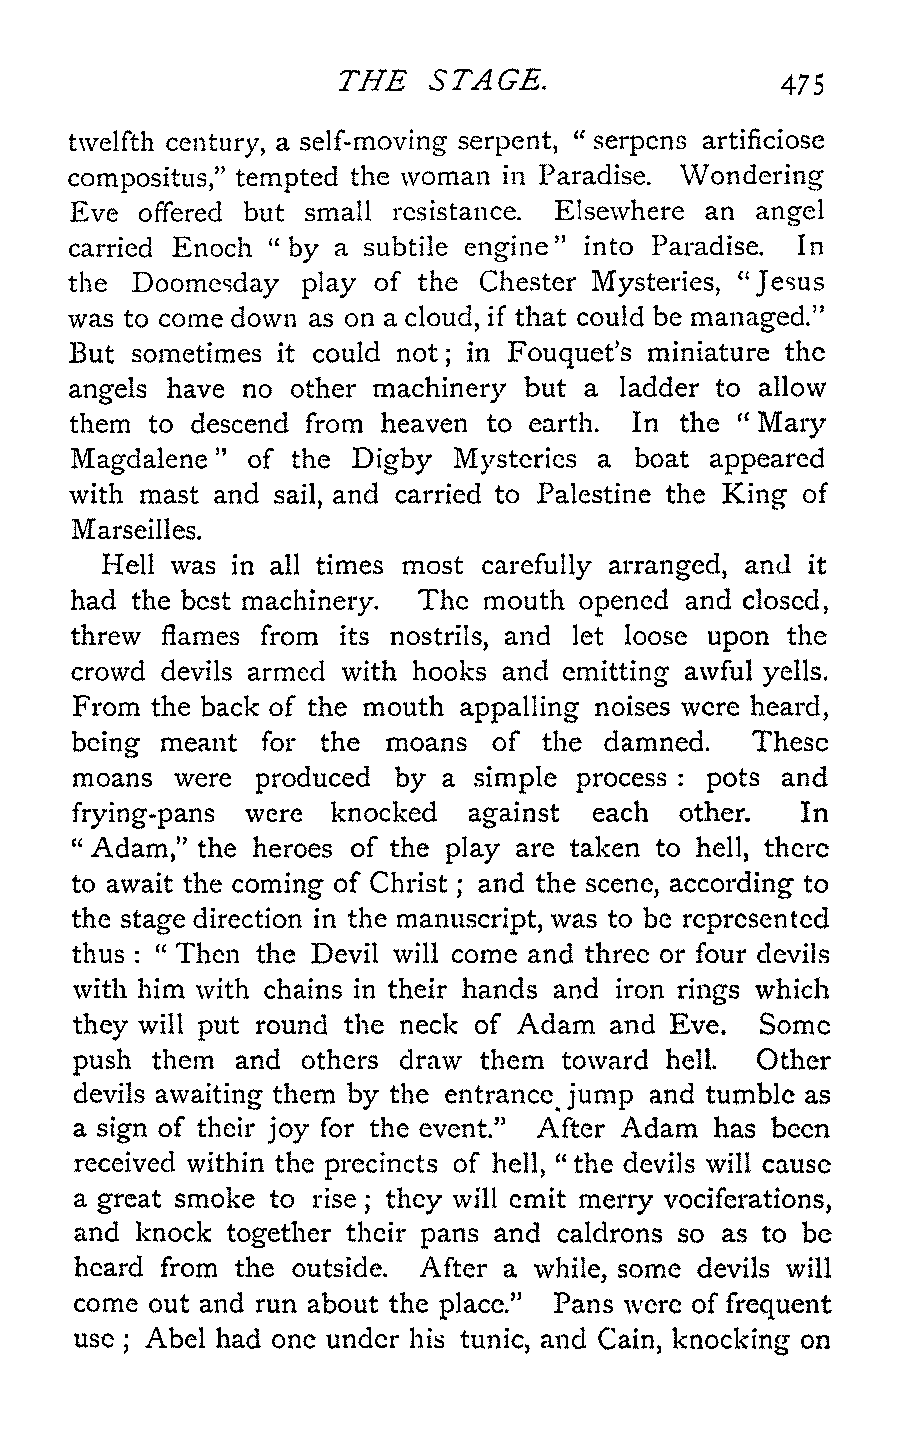 THE STAGE. 475
twelfth century, a self-moving serpent, " serpens artificiose
compositus," tempted the woman in Paradise. Wondering
Eve offered but small resistance. Elsewhere an angel
carried Enoch " by a subtile engine " into Paradise. In
the Doomesday play of the Chester Mysteries, " Jesus
was to come down as on a cloud, if that could be managed."
But sometimes it could not ; in Fouquet's miniature the
angels have no other machinery but a ladder to allow
them to descend from heaven to earth. In the " Mary
Magdalene " of the Digby Mysteries a boat appeared
with mast and sail, and carried to Palestine the King of
Marseilles.
Hell was in all times most carefully arranged, and it
had the best machinery. The mouth opened and closed,
threw flames from its nostrils, and let loose upon the
crowd devils armed with hooks and emitting awful yells.
From the back of the mouth appalling noises were heard,
being meant for the moans of the damned. These
moans were produced by a simple process : pots and
frying-pans were knocked against each other. In
" Adam," the heroes of the play are taken to hell, there
to await the coming of Christ ; and the scene, according to
the stage direction in the manuscript, was to be represented
thus : " Then the Devil will come and three or four devils
with him with chains in their hands and iron rings which
they will put round the neck of Adam and Eve. Some
push them and others draw them toward hell. Other
devils awaiting them by the entrance jump and tumble as
a sign of their joy for the event." After Adam has been
received within the precincts of hell, " the devils will cause
a great smoke to rise ; they will emit merry vociferations,
and knock together their pans and caldrons so as to be
heard from the outside. After a while, some devils will
come out and run about the place." Pans were of frequent
use ; Abel had one under his tunic, and Cain, knocking on